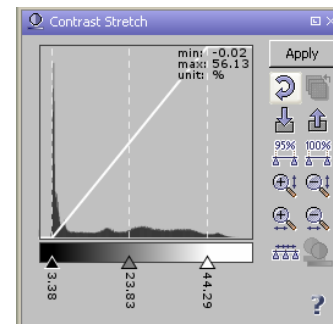 Contrast Stretch
min: -0.02
max: 56.13
unit: %
Apply
95% 100%
3.38
23.83
44.29
?